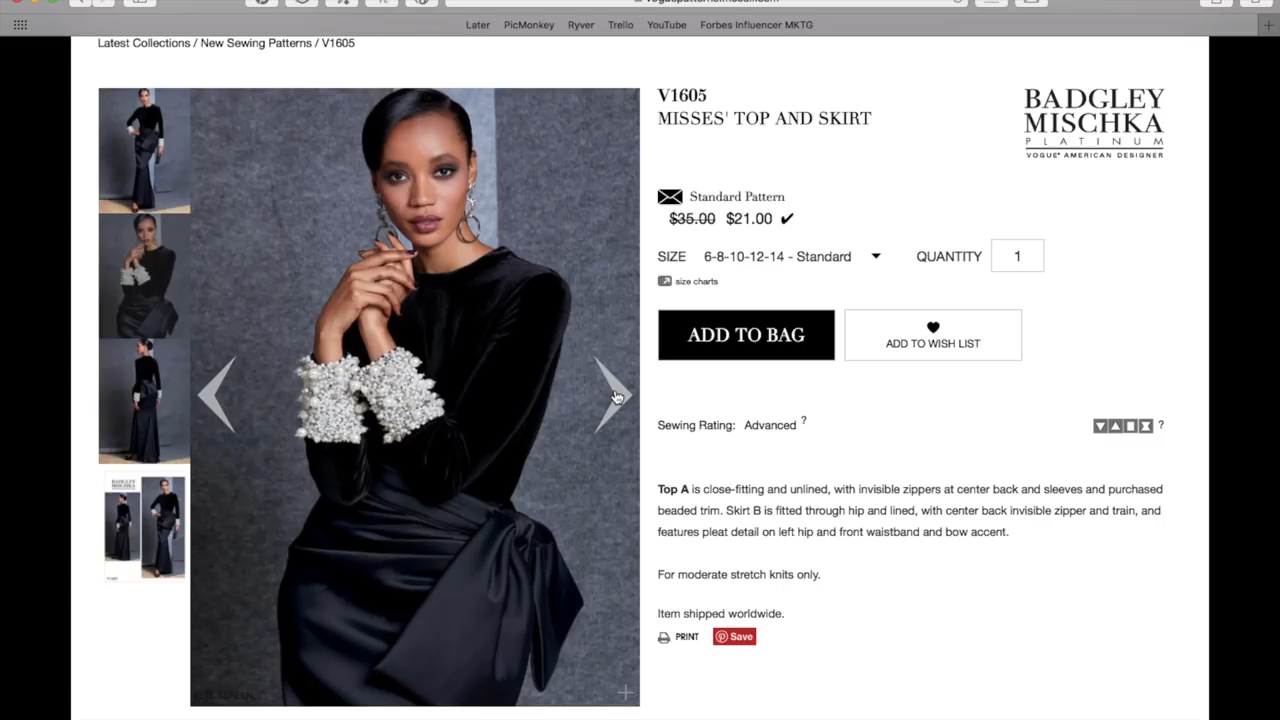 Later PicMonkey Ryver Trello YouTube Forbes Influencer MKTG
Latest Collections / New Sewing Patterns / V1605
V1605
MISSES' TOP AND SKIRT
BADGLEY
MISCHKA
PLATINUM
VOGUE® AMERICAN DESIGNER
Standard Pattern
$35.00 $21.00 ✔
SIZE 6-8-10-12-14 - Standard QUANTITY 1
size charts
ADD TO BAG
ADD TO WISH LIST
Sewing Rating: Advanced ?
?
Top A is close-fitting and unlined, with invisible zippers at center back and sleeves and purchased
beaded trim. Skirt B is fitted through hip and lined, with center back invisible zipper and train, and
features pleat detail on left hip and front waistband and bow accent.
For moderate stretch knits only.
Item shipped worldwide.
PRINT Save
BADGLEY
MISCHKA
FULL SCREEN